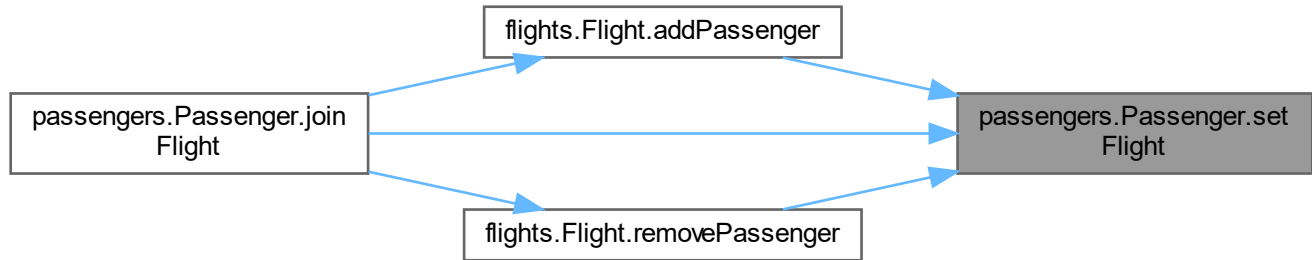 flights.Flight.addPassenger
passengers.Passenger.join
Flight
passengers.Passenger.set
Flight
flights.Flight.removePassenger